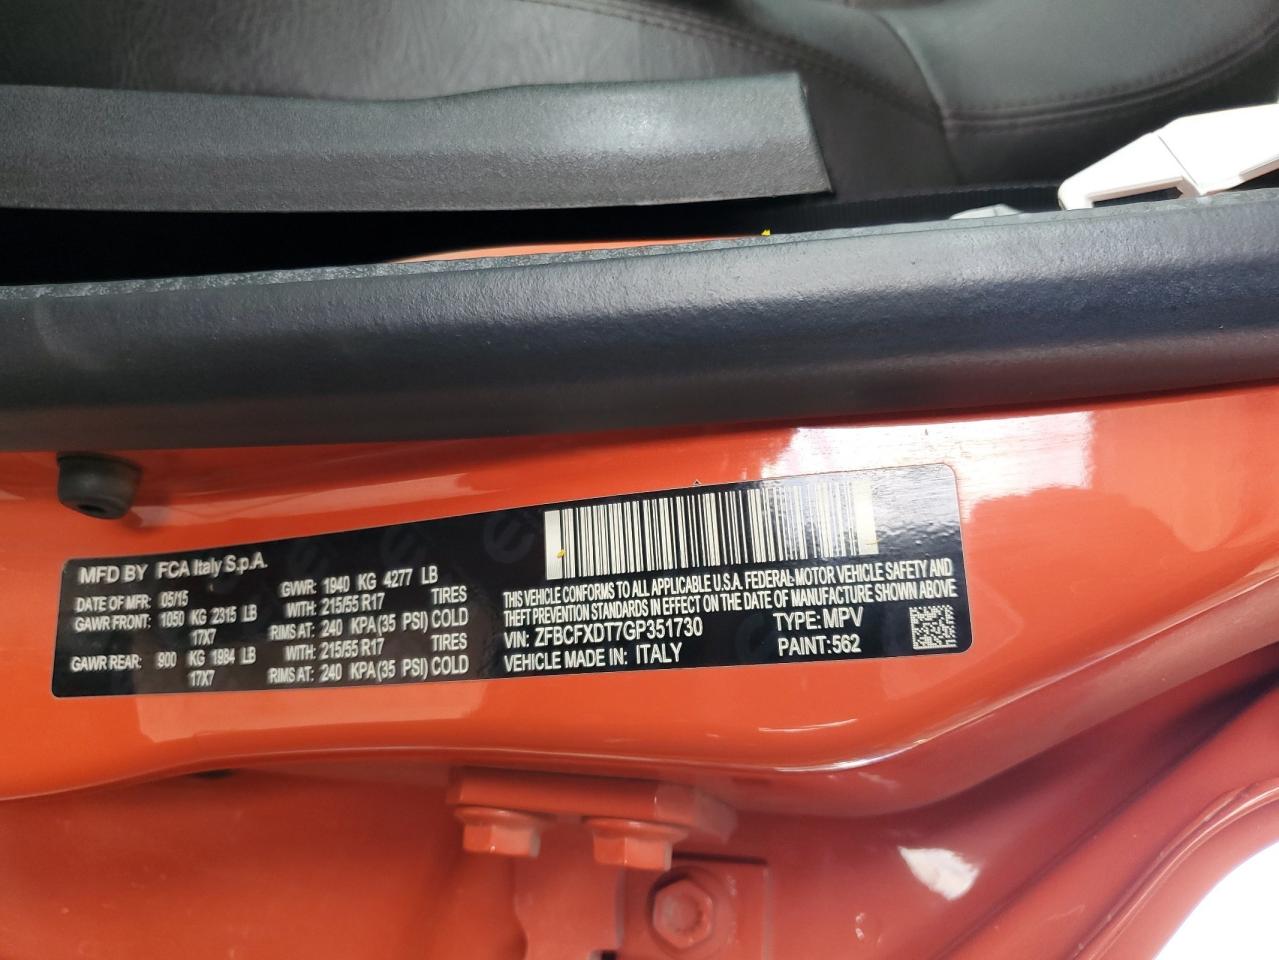 MFD BY FCA Italy S.p.A.
DATE OF MFR: 05/15 GVWR: 1940 KG 4277 LB
GAWR FRONT: 1050 KG 2315 LB WITH: 215/55 R17 TIRES
17X7 RIMS AT: 240 KPA(35 PSI) COLD
GAWR REAR: 900 KG 1984 LB WITH: 215/55 R17 TIRES
17X7 RIMS AT: 240 KPA(35 PSI) COLD
THIS VEHICLE CONFORMS TO ALL APPLICABLE U.S.A. FEDERAL MOTOR VEHICLE SAFETY AND
THEFT PREVENTION STANDARDS IN EFFECT ON THE DATE OF MANUFACTURE SHOWN ABOVE
VIN: ZFBCFXDT7GP351730 TYPE: MPV
VEHICLE MADE IN: ITALY PAINT:562